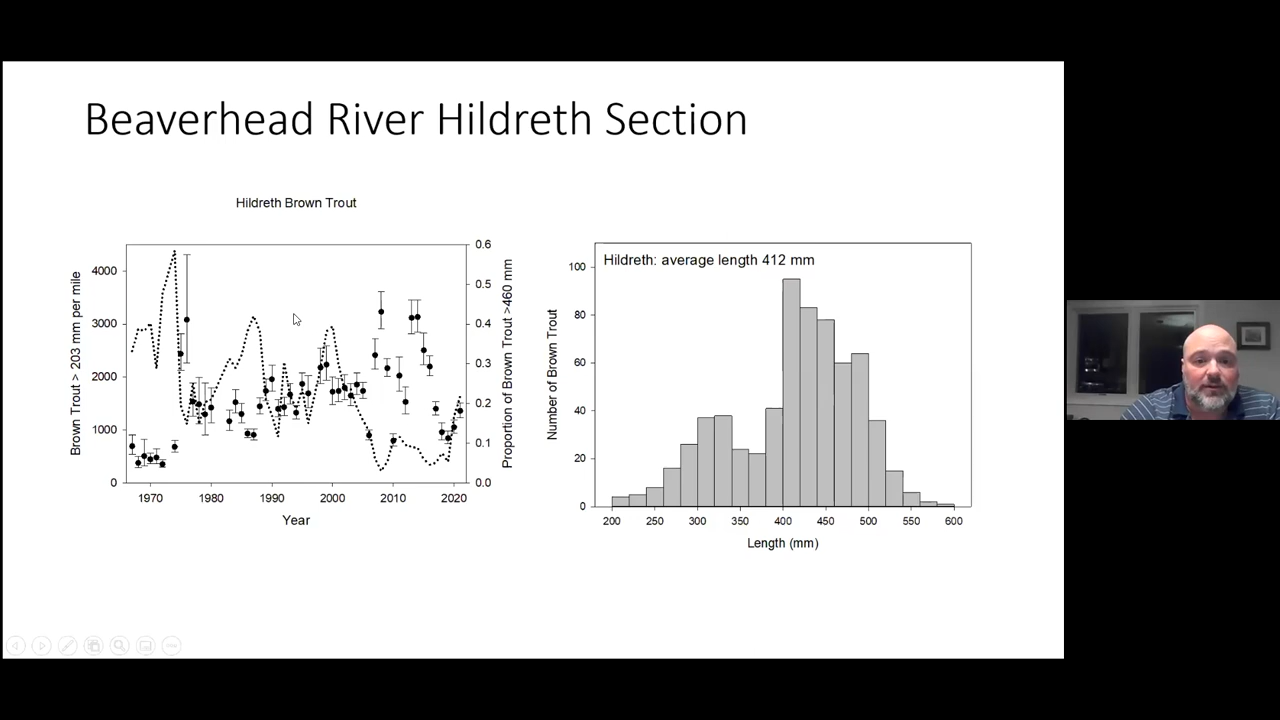 Beaverhead River Hildreth Section
Hildreth Brown Trout
Brown Trout > 203 mm per mile
4000
3000
2000
1000
0
0.6
0.5
0.4
0.3
0.2
0.1
0.0
Proportion of Brown Trout >460 mm
1970 1980 1990 2000 2010 2020
Year
Hildreth: average length 412 mm
Number of Brown Trout
100
80
60
40
20
0
200 250 300 350 400 450 500 550 600
Length (mm)